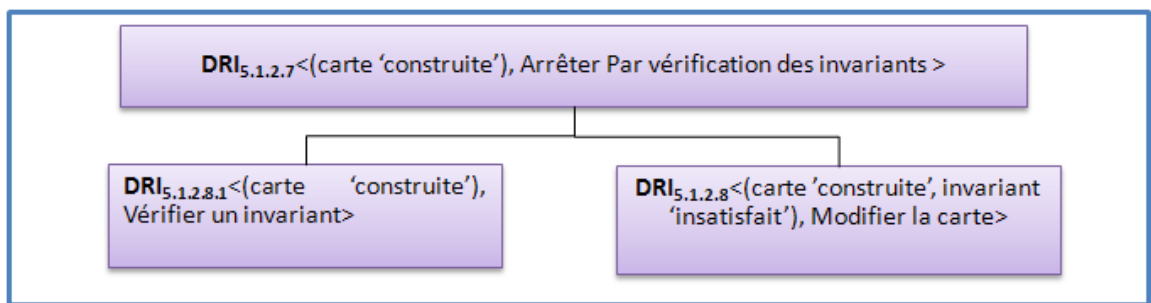 DRI5.1.2.7<(carte ‘construite’), Arrêter Par vérification des invariants >
DRI5.1.2.8.1<(carte ‘construite’),
Vérifier un invariant>
DRI5.1.2.8<(carte ’construite’, invariant
‘insatisfait’), Modifier la carte>